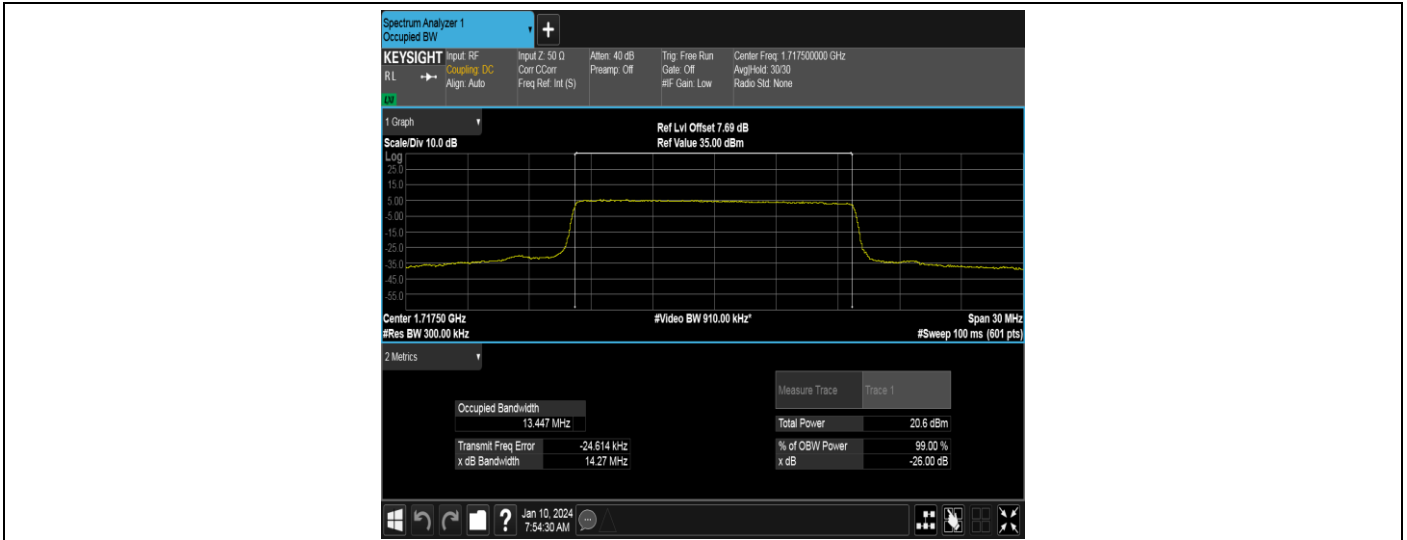 Spectrum Analyzer 1
Occupied BW
+
KEYSIGHT Input: RF Input Z: 50 Ω Atten: 40 dB Trig: Free Run Center Freq: 1.717500000 GHz
RL Coupling: DC Corr CCorr Preamp: Off Gate: Off Avg|Hold: 30/30
Align: Auto Freq Ref: Int (S) #IF Gain: Low Radio Std: None
LXI
1 Graph Ref Lvl Offset 7.69 dB
Scale/Div 10.0 dB Ref Value 35.00 dBm
Log
25.0
15.0
5.00
-5.00
-15.0
-25.0
-35.0
-45.0
-55.0
Center 1.71750 GHz #Video BW 910.00 kHz* Span 30 MHz
#Res BW 300.00 kHz #Sweep 100 ms (601 pts)
2 Metrics
Measure Trace Trace 1
Occupied Bandwidth
13.447 MHz Total Power 20.6 dBm
Transmit Freq Error -24.614 kHz % of OBW Power 99.00 %
x dB Bandwidth 14.27 MHz x dB -26.00 dB
? Jan 10, 2024
7:54:30 AM